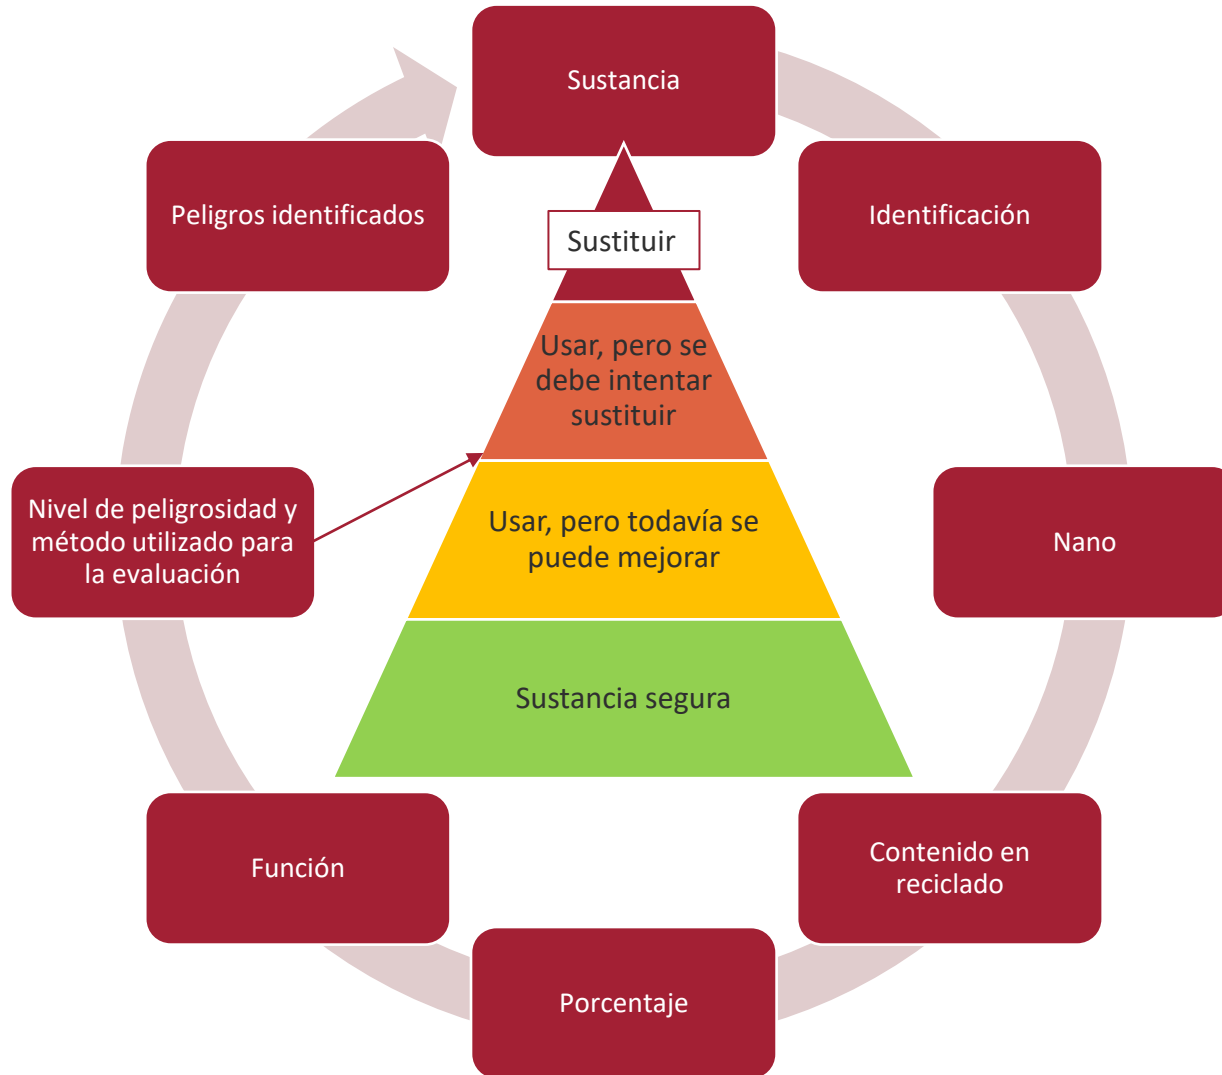 Sustancia
Peligros identificados
Identificación
Sustituir
Usar, pero se
debe intentar
sustituir
Nivel de peligrosidad y
método utilizado para
la evaluación
Usar, pero todavía se
puede mejorar
Nano
Sustancia segura
Función
Contenido en
reciclado
Porcentaje